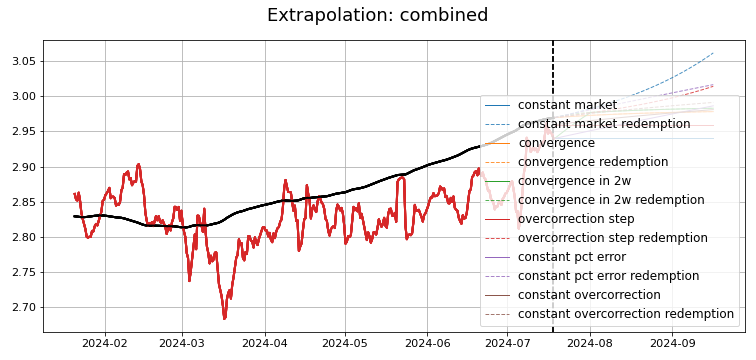 Extrapolation: combined
3.05
3.00
2.95
2.90
2.85
2.80
2.75
2.70
constant market
constant market redemption
convergence
convergence redemption
convergence in 2w
convergence in 2w redemption
overcorrection step
overcorrection step redemption
constant pct error
constant pct error redemption
constant overcorrection
constant overcorrection redemption
2024-02 2024-03 2024-04 2024-05 2024-06 2024-07 2024-08 2024-09